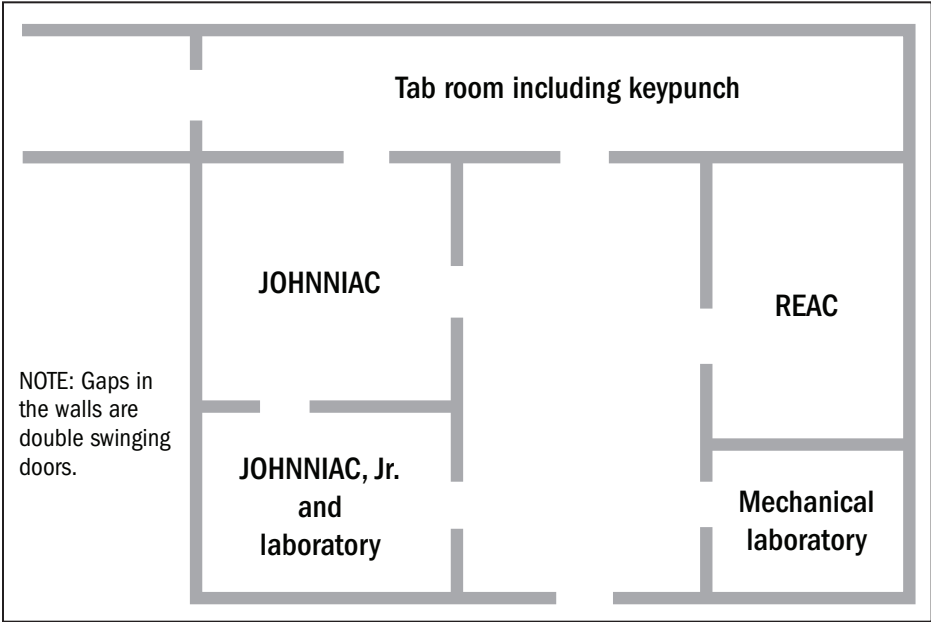 Tab room including keypunch
JOHNNIAC
REAC
NOTE: Gaps in
the walls are
double swinging
doors.
JOHNNIAC, Jr.
and
laboratory
Mechanical
laboratory